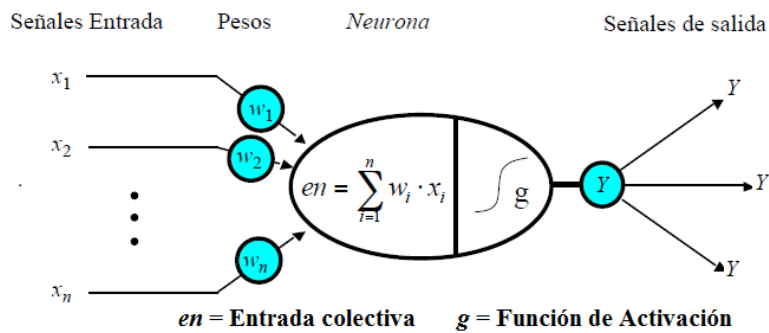 Señales Entrada Pesos Neurona Señales de salida
x1 w1 Y
x2 w2 en = ∑ i=1 n wi · xi g Y Y
wn Y
xn
en = Entrada colectiva g = Función de Activación